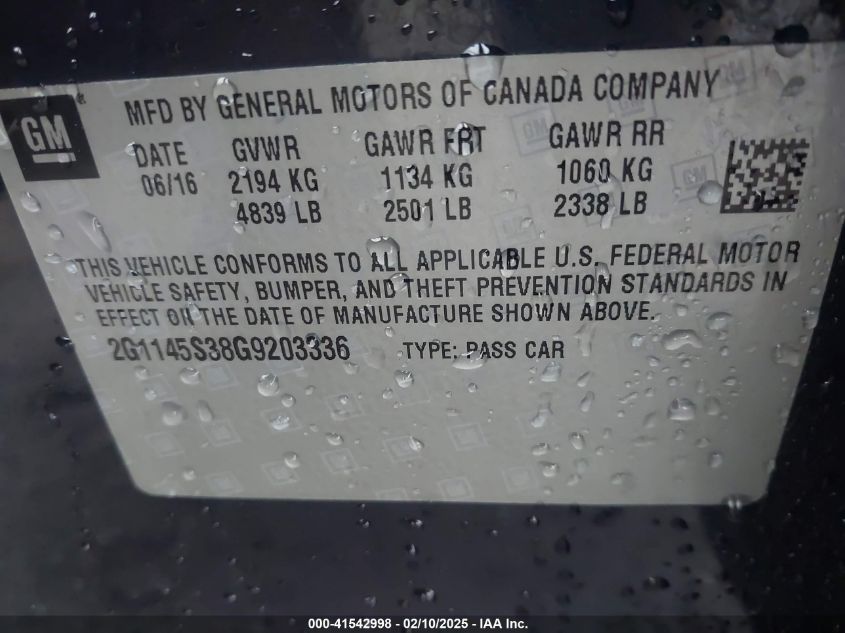 GM
MFD BY GENERAL MOTORS OF CANADA COMPANY
DATE GVWR GAWR FRT GAWR RR
06/16 2194 KG 1134 KG 1060 KG
4839 LB 2501 LB 2338 LB
THIS VEHICLE CONFORMS TO ALL APPLICABLE U.S. FEDERAL MOTOR
VEHICLE SAFETY, BUMPER, AND THEFT PREVENTION STANDARDS IN
EFFECT ON THE DATE OF MANUFACTURE SHOWN ABOVE.
2G1145S38G9203336 TYPE: PASS CAR
000-41542998 — 02/10/2025 — IAA Inc.